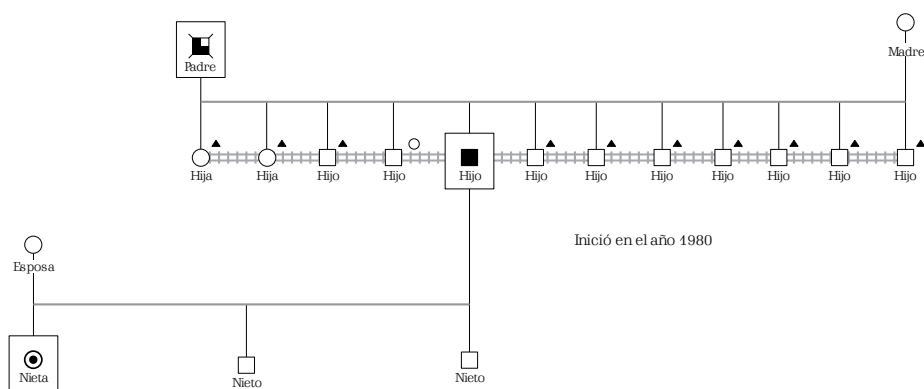 Padre
Madre
Hija Hija Hijo Hijo Hijo Hijo Hijo Hijo Hijo Hijo Hijo Hijo
Inició en el año 1980
Esposa
Nieta Nieto Nieto